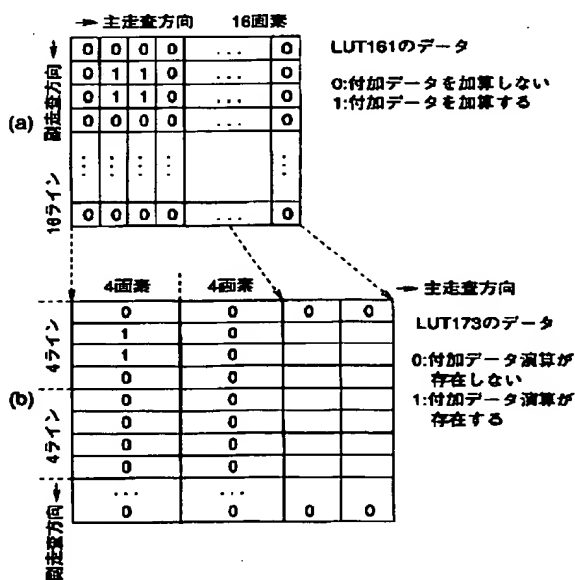 → 主走査方向 16画素
LUT161のデータ
0:付加データを加算しない
1:付加データを加算する
(a)
副走査方向
16ライン
0 0 0 0 ... 0
0 1 1 0 ... 0
0 1 1 0 ... 0
0 0 0 0 ... 0
⋮ ⋮ ⋮ ⋮ ⋮
0 0 0 0 ... 0
4画素 4画素 → 主走査方向
LUT173のデータ
0:付加データ演算が
存在しない
1:付加データ演算が
存在する
(b)
4ライン
4ライン
副走査方向
0 0 0 0
1 0
1 0
0 0
0 0
0 0
0 0
0 0
... ...
0 0 0 0